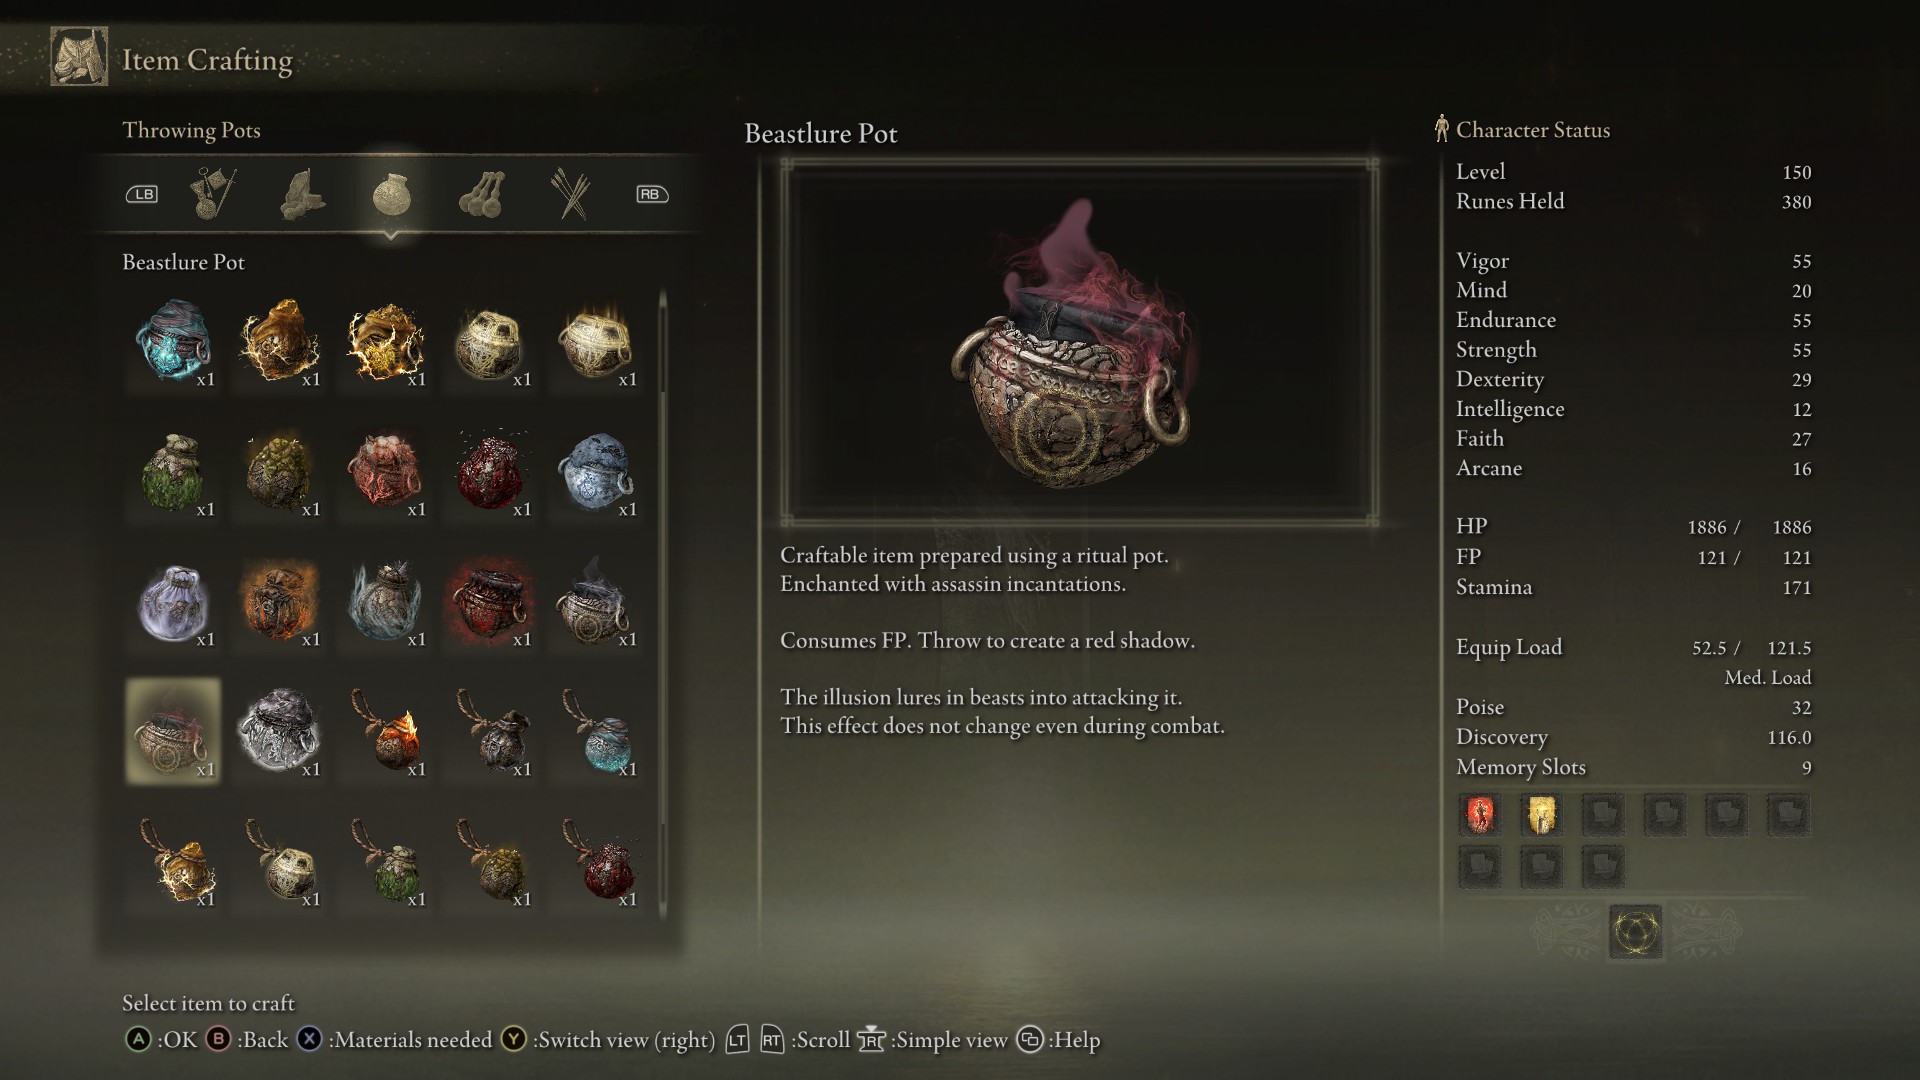 Item Crafting
Throwing Pots
LB
RB
Beastlure Pot
x1 x1 x1 x1 x1
x1 x1 x1 x1 x1
x1 x1 x1 x1 x1
x1 x1 x1 x1 x1
x1 x1 x1 x1 x1
Beastlure Pot
Craftable item prepared using a ritual pot.
Enchanted with assassin incantations.
Consumes FP. Throw to create a red shadow.
The illusion lures in beasts into attacking it.
This effect does not change even during combat.
Character Status
Level 150
Runes Held 380
Vigor 55
Mind 20
Endurance 55
Strength 55
Dexterity 29
Intelligence 12
Faith 27
Arcane 16
HP 1886 / 1886
FP 121 / 121
Stamina 171
Equip Load 52.5 / 121.5
Med. Load
Poise 32
Discovery 116.0
Memory Slots 9
Select item to craft
A :OK B :Back X :Materials needed Y :Switch view (right) LT RT :Scroll R :Simple view :Help